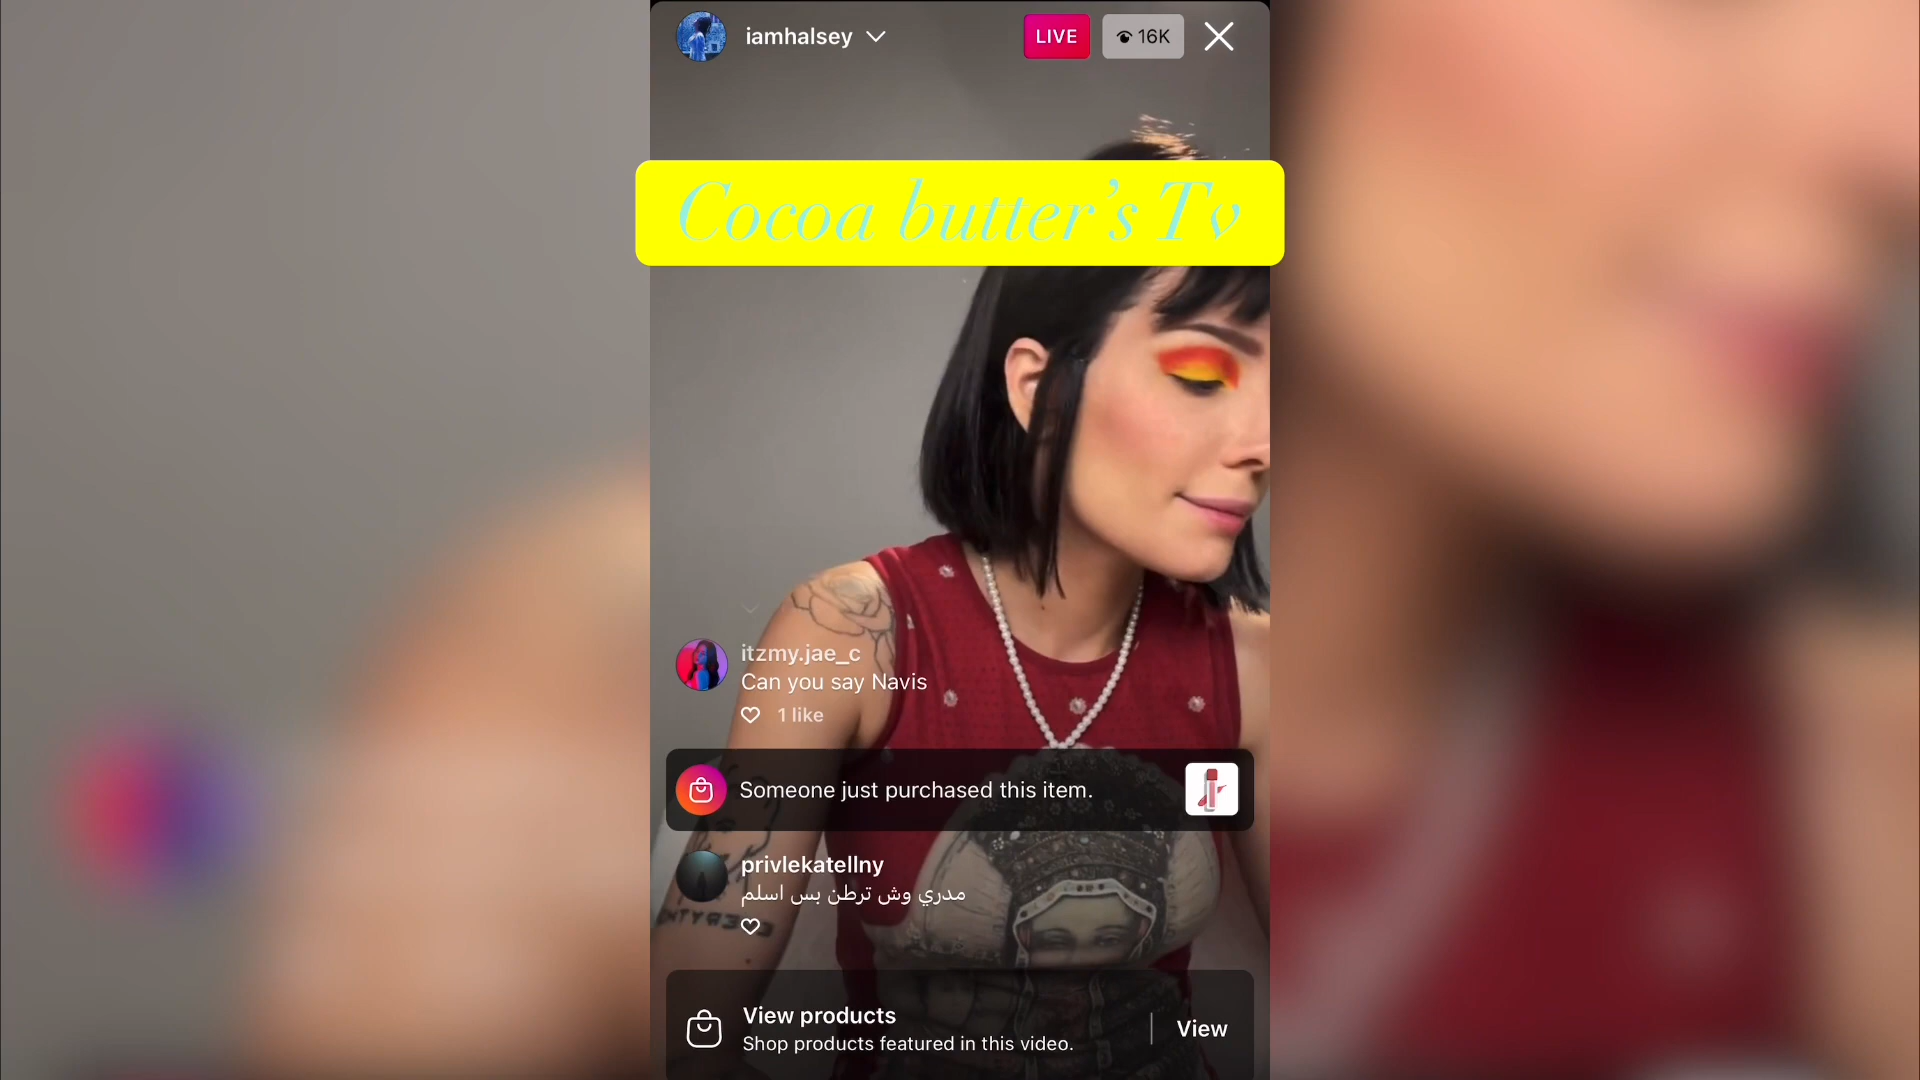 iamhalsey
LIVE
16K
Cocoa butter’s Tv
itzmy.jae_c
Can you say Navis
1 like
Someone just purchased this item.
privlekatellny
مدري وش ترطن بس اسلم
View products
Shop products featured in this video.
View